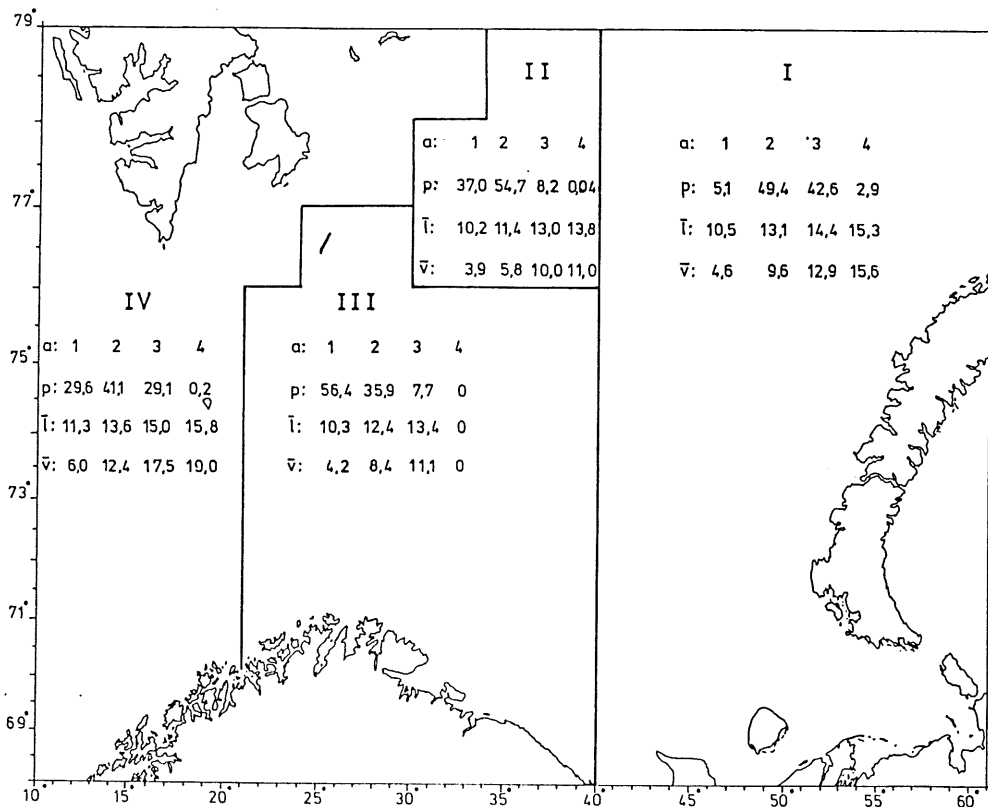 79°
II
I
a: 1 2 3 4
p: 37,0 54,7 8,2 0,04
l̄: 10,2 11,4 13,0 13,8
v̄: 3,9 5,8 10,0 11,0
a: 1 2 3 4
p: 5,1 49,4 42,6 2,9
l̄: 10,5 13,1 14,4 15,3
v̄: 4,6 9,6 12,9 15,6
77°
IV
a: 1 2 3 4
p: 29,6 41,1 29,1 0,2
l̄: 11,3 13,6 15,0 15,8
v̄: 6,0 12,4 17,5 19,0
III
a: 1 2 3 4
p: 56,4 35,9 7,7 0
l̄: 10,3 12,4 13,4 0
v̄: 4,2 8,4 11,1 0
75°
73°
71°
69°
10° 15° 20° 25° 30° 35° 40° 45° 50° 55° 60°